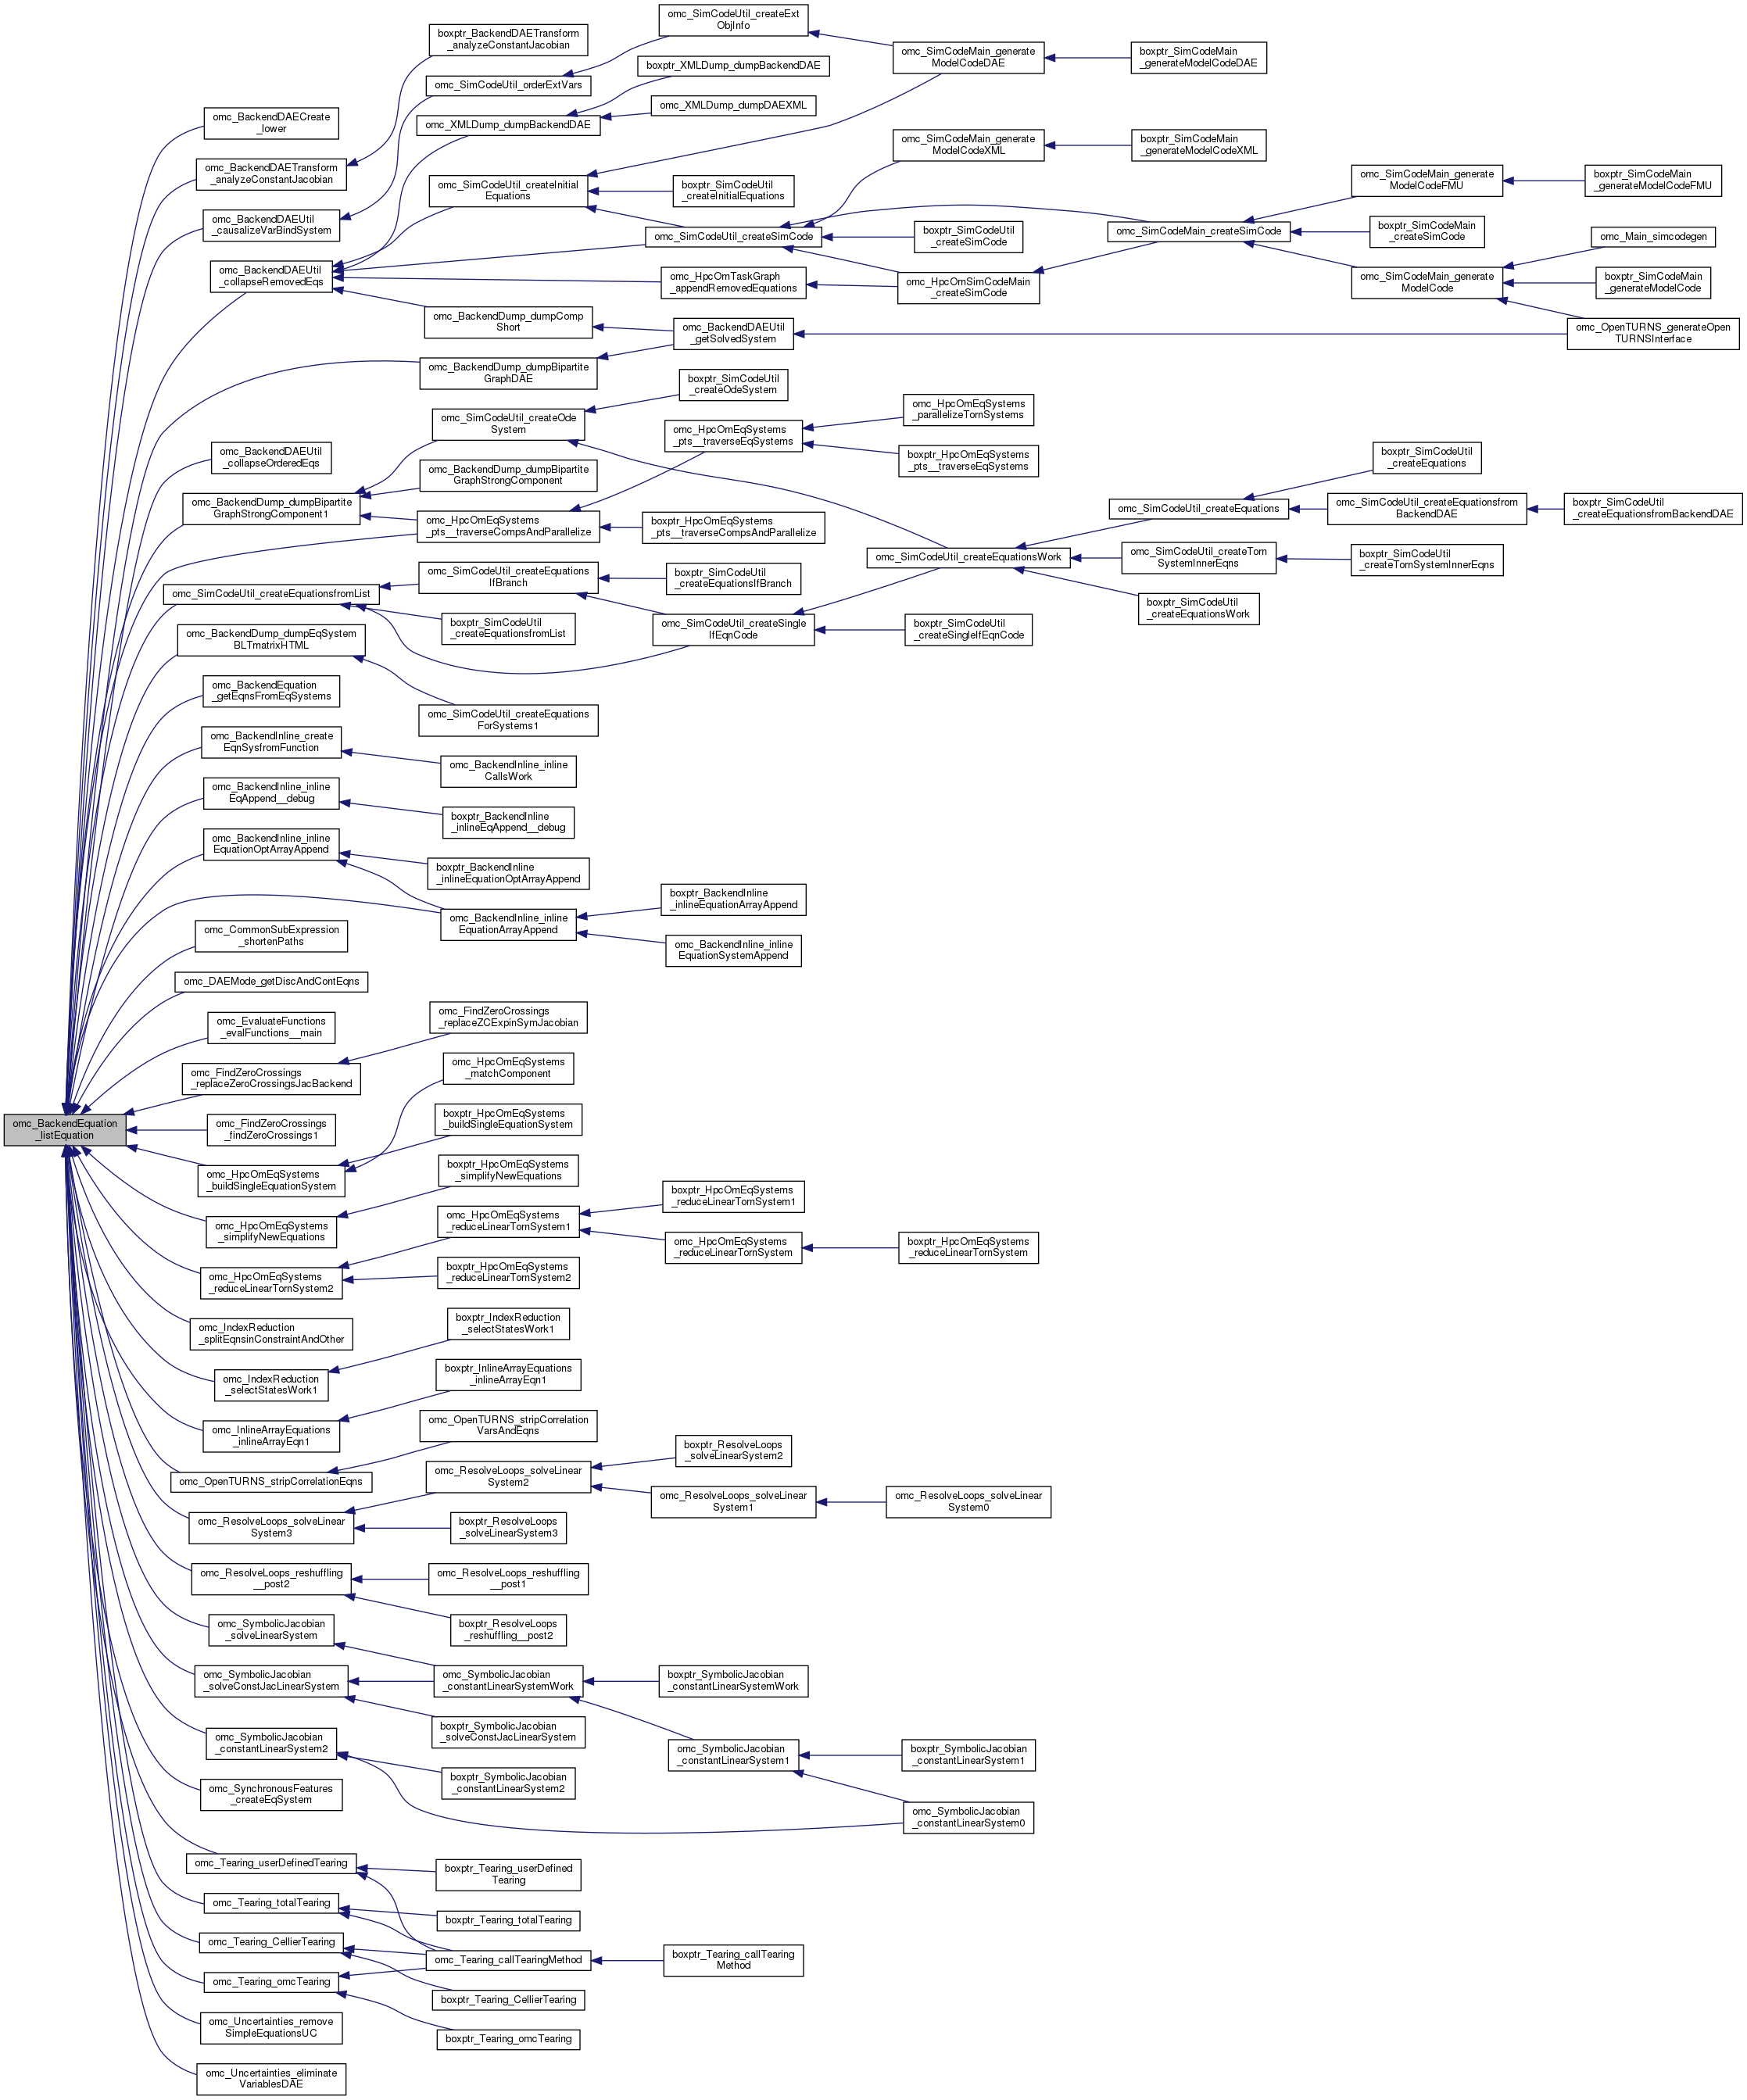 omc_BackendEquation
_listEquation
omc_BackendDAECreate
_lower
omc_BackendDAETransform
_analyzeConstantJacobian
omc_BackendDAEUtil
_causalizeVarBindSystem
omc_BackendDAEUtil
_collapseRemovedEqs
omc_BackendDAEUtil
_collapseOrderedEqs
omc_BackendDump_dumpBipartite
GraphStrongComponent1
omc_SimCodeUtil_createEquationsfromList
omc_BackendDump_dumpEqSystem
BLTmatrixHTML
omc_BackendEquation
_getEqnsFromEqSystems
omc_BackendInline_create
EqnSysfromFunction
omc_BackendInline_inline
EqAppend__debug
omc_BackendInline_inline
EquationOptArrayAppend
omc_CommonSubExpression
_shortenPaths
omc_DAEMode_getDiscAndContEqns
omc_EvaluateFunctions
_evalFunctions__main
omc_FindZeroCrossings
_replaceZeroCrossingsJacBackend
omc_FindZeroCrossings
_findZeroCrossings1
omc_HpcOmEqSystems
_buildSingleEquationSystem
omc_HpcOmEqSystems
_simplifyNewEquations
omc_HpcOmEqSystems
_reduceLinearTornSystem2
omc_IndexReduction
_splitEqnsinConstraintAndOther
omc_IndexReduction
_selectStatesWork1
omc_InlineArrayEquations
_inlineArrayEqn1
omc_OpenTURNS_stripCorrelationEqns
omc_ResolveLoops_solveLinear
System3
omc_ResolveLoops_reshuffling
__post2
omc_SymbolicJacobian
_solveLinearSystem
omc_SymbolicJacobian
_solveConstJacLinearSystem
omc_SymbolicJacobian
_constantLinearSystem2
omc_SynchronousFeatures
_createEqSystem
omc_Tearing_userDefinedTearing
omc_Tearing_totalTearing
omc_Tearing_CellierTearing
omc_Tearing_omcTearing
omc_Uncertainties_remove
SimpleEquationsUC
omc_Uncertainties_eliminate
VariablesDAE
boxptr_BackendDAETransform
_analyzeConstantJacobian
omc_SimCodeUtil_orderExtVars
omc_XMLDump_dumpBackendDAE
omc_SimCodeUtil_createInitial
Equations
omc_BackendDump_dumpComp
Short
omc_BackendDump_dumpBipartite
GraphDAE
omc_SimCodeUtil_createOde
System
omc_BackendDump_dumpBipartite
GraphStrongComponent
omc_HpcOmEqSystems
_pts__traverseCompsAndParallelize
omc_SimCodeUtil_createEquations
IfBranch
boxptr_SimCodeUtil
_createEquationsfromList
omc_SimCodeUtil_createEquations
ForSystems1
omc_BackendInline_inline
CallsWork
boxptr_BackendInline
_inlineEqAppend__debug
boxptr_BackendInline
_inlineEquationOptArrayAppend
omc_BackendInline_inline
EquationArrayAppend
omc_FindZeroCrossings
_replaceZCExpinSymJacobian
omc_HpcOmEqSystems
_matchComponent
boxptr_HpcOmEqSystems
_buildSingleEquationSystem
boxptr_HpcOmEqSystems
_simplifyNewEquations
omc_HpcOmEqSystems
_reduceLinearTornSystem1
boxptr_HpcOmEqSystems
_reduceLinearTornSystem2
boxptr_IndexReduction
_selectStatesWork1
boxptr_InlineArrayEquations
_inlineArrayEqn1
omc_OpenTURNS_stripCorrelation
VarsAndEqns
omc_ResolveLoops_solveLinear
System2
boxptr_ResolveLoops
_solveLinearSystem3
omc_ResolveLoops_reshuffling
__post1
boxptr_ResolveLoops
_reshuffling__post2
omc_SymbolicJacobian
_constantLinearSystemWork
boxptr_SymbolicJacobian
_solveConstJacLinearSystem
boxptr_SymbolicJacobian
_constantLinearSystem2
boxptr_Tearing_userDefined
Tearing
boxptr_Tearing_totalTearing
omc_Tearing_callTearingMethod
boxptr_Tearing_CellierTearing
boxptr_Tearing_omcTearing
omc_SimCodeUtil_createExt
ObjInfo
boxptr_XMLDump_dumpBackendDAE
omc_XMLDump_dumpDAEXML
boxptr_SimCodeUtil
_createInitialEquations
omc_SimCodeUtil_createSimCode
omc_HpcOmTaskGraph
_appendRemovedEquations
omc_BackendDAEUtil
_getSolvedSystem
boxptr_SimCodeUtil
_createOdeSystem
omc_HpcOmEqSystems
_pts__traverseEqSystems
boxptr_HpcOmEqSystems
_pts__traverseCompsAndParallelize
boxptr_SimCodeUtil
_createEquationsIfBranch
omc_SimCodeUtil_createSingle
IfEqnCode
boxptr_BackendInline
_inlineEquationArrayAppend
omc_BackendInline_inline
EquationSystemAppend
boxptr_HpcOmEqSystems
_reduceLinearTornSystem1
omc_HpcOmEqSystems
_reduceLinearTornSystem
boxptr_ResolveLoops
_solveLinearSystem2
omc_ResolveLoops_solveLinear
System1
boxptr_SymbolicJacobian
_constantLinearSystemWork
omc_SymbolicJacobian
_constantLinearSystem1
boxptr_Tearing_callTearing
Method
omc_SimCodeMain_generate
ModelCodeDAE
omc_SimCodeMain_generate
ModelCodeXML
boxptr_SimCodeUtil
_createSimCode
omc_HpcOmSimCodeMain
_createSimCode
omc_HpcOmEqSystems
_parallelizeTornSystems
boxptr_HpcOmEqSystems
_pts__traverseEqSystems
omc_SimCodeUtil_createEquationsWork
boxptr_SimCodeUtil
_createSingleIfEqnCode
boxptr_HpcOmEqSystems
_reduceLinearTornSystem
omc_ResolveLoops_solveLinear
System0
boxptr_SymbolicJacobian
_constantLinearSystem1
omc_SymbolicJacobian
_constantLinearSystem0
boxptr_SimCodeMain
_generateModelCodeDAE
boxptr_SimCodeMain
_generateModelCodeXML
omc_SimCodeMain_createSimCode
omc_SimCodeUtil_createEquations
omc_SimCodeUtil_createTorn
SystemInnerEqns
boxptr_SimCodeUtil
_createEquationsWork
omc_SimCodeMain_generate
ModelCodeFMU
boxptr_SimCodeMain
_createSimCode
omc_SimCodeMain_generate
ModelCode
boxptr_SimCodeUtil
_createEquations
omc_SimCodeUtil_createEquationsfrom
BackendDAE
boxptr_SimCodeUtil
_createTornSystemInnerEqns
boxptr_SimCodeMain
_generateModelCodeFMU
omc_Main_simcodegen
boxptr_SimCodeMain
_generateModelCode
omc_OpenTURNS_generateOpen
TURNSInterface
boxptr_SimCodeUtil
_createEquationsfromBackendDAE